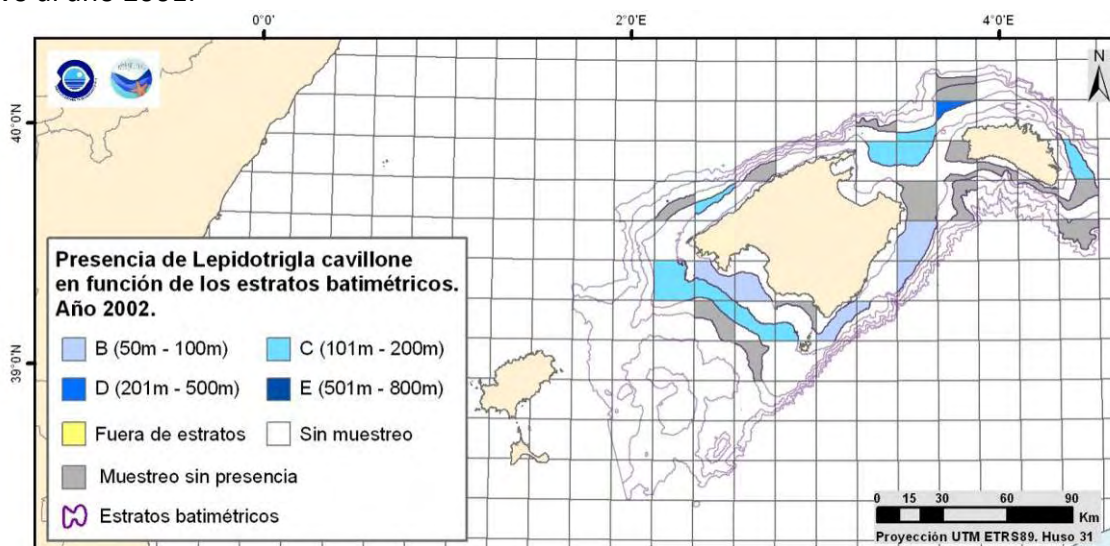 0°0'
2°0'E
4°0'E
N
40°0'N
39°0'N
Presencia de Lepidotrigla cavillone
en función de los estratos batimétricos.
Año 2002.
B (50m - 100m)
C (101m - 200m)
D (201m - 500m)
E (501m - 800m)
Fuera de estratos
Sin muestreo
Muestreo sin presencia
Estratos batimétricos
0 15 30 60 90
Km
Proyección UTM ETRS89. Huso 31